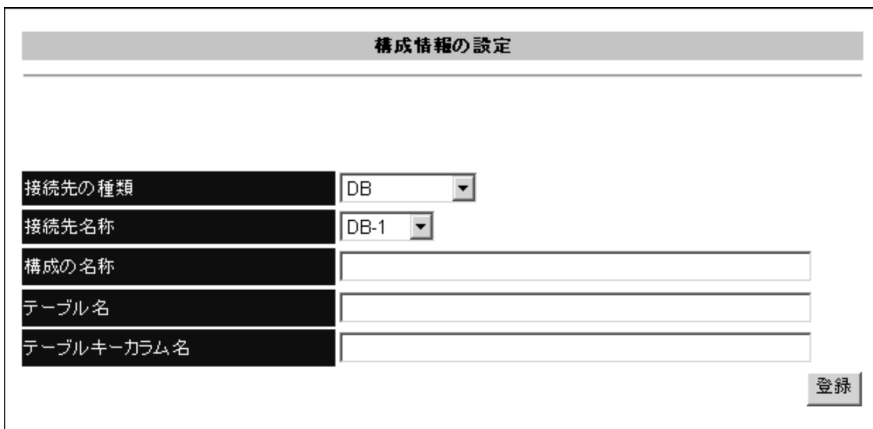 構成情報の設定
接続先の種類 DB
接続先名称 DB-1
構成の名称
テーブル名
テーブルキーカラム名
登録